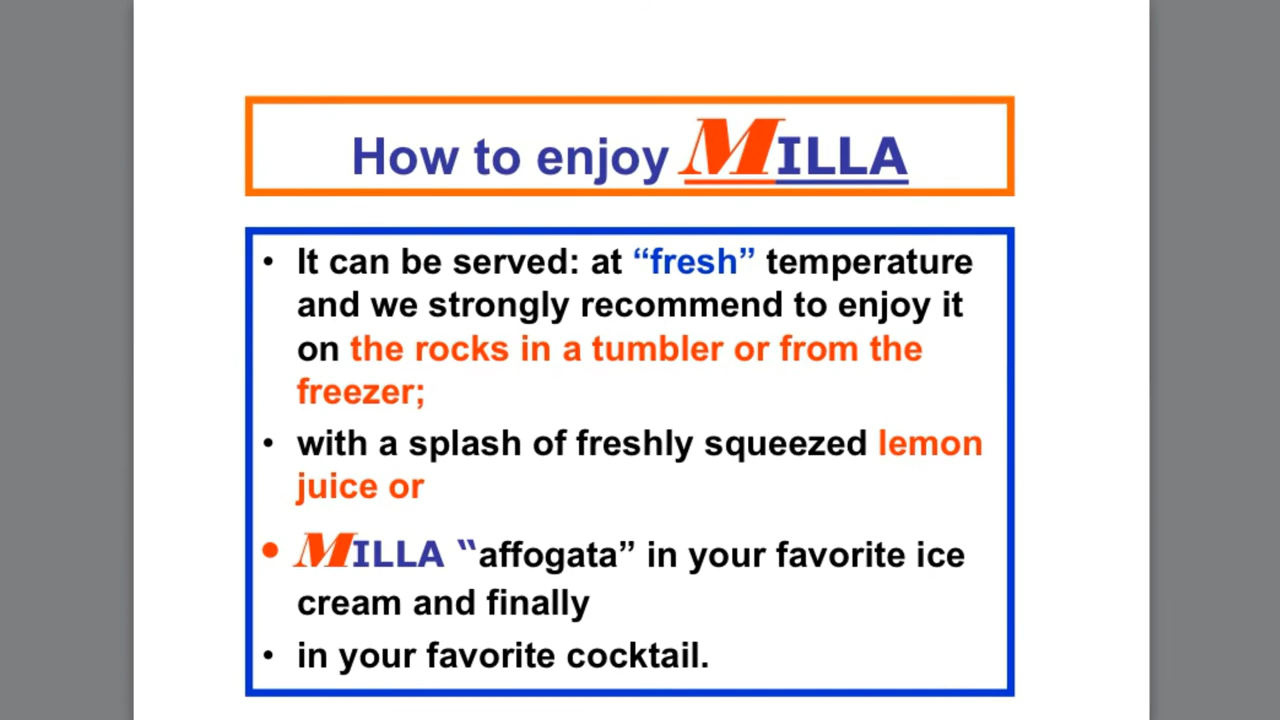 How to enjoy MILLA
• It can be served: at “fresh” temperature
and we strongly recommend to enjoy it
on the rocks in a tumbler or from the
freezer;
• with a splash of freshly squeezed lemon
juice or
• MILLA “affogata” in your favorite ice
cream and finally
• in your favorite cocktail.